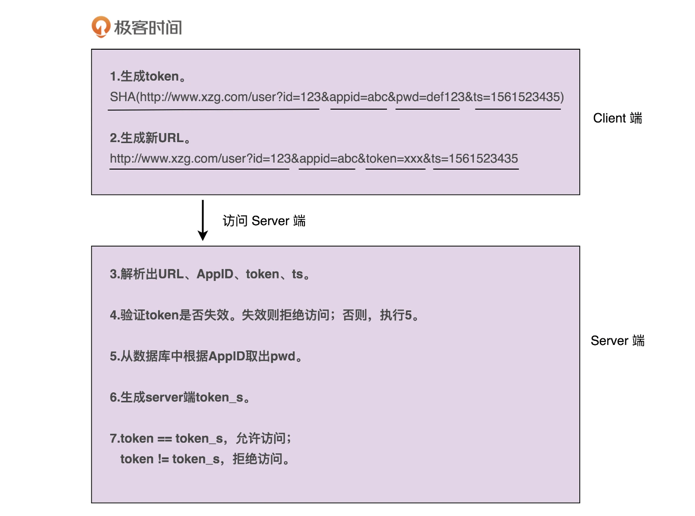 极客时间
1.生成token。
SHA(http://www.xzg.com/user?id=123&appid=abc&pwd=def123&ts=1561523435)
2.生成新URL。
http://www.xzg.com/user?id=123&appid=abc&token=xxx&ts=1561523435
Client 端
访问 Server 端
3.解析出URL、AppID、token、ts。
4.验证token是否失效。失效则拒绝访问；否则，执行5。
5.从数据库中根据AppID取出pwd。
6.生成server端token_s。
7.token == token_s，允许访问；
token != token_s，拒绝访问。
Server 端